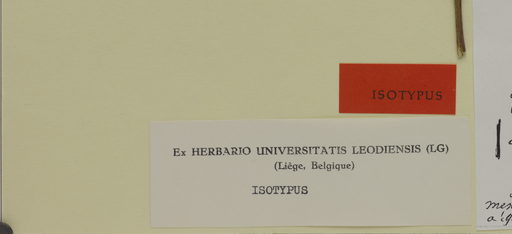 ISOTYPUS
Ex HERBARIO UNIVERSITATIS LEODIENSIS (LG)
(Liège, Belgique)
ISOTYPUS